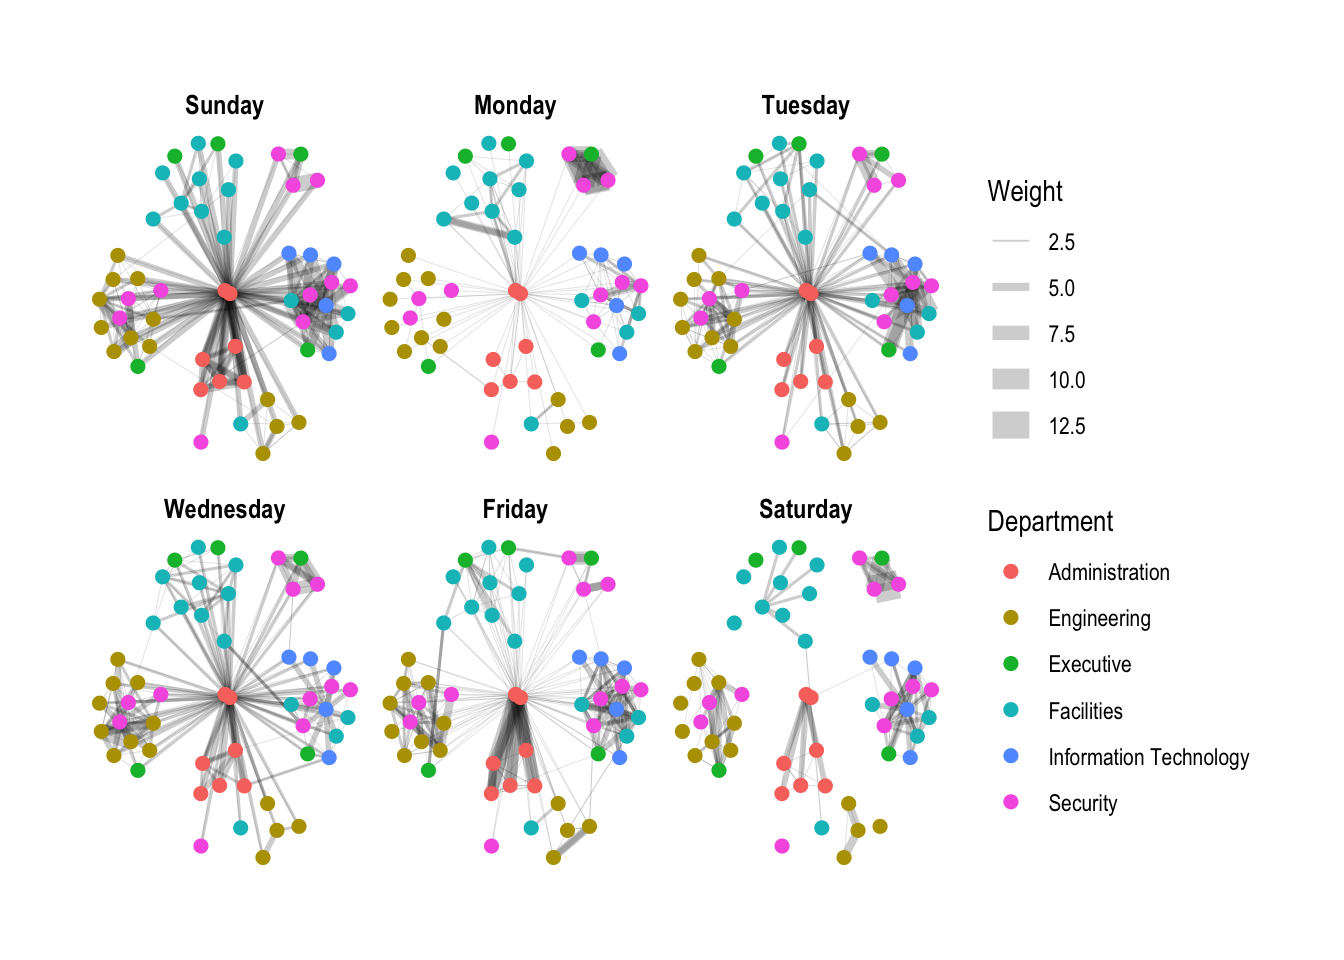 Sunday
Monday
Tuesday
Wednesday
Friday
Saturday
Weight
2.5
5.0
7.5
10.0
12.5
Department
Administration
Engineering
Executive
Facilities
Information Technology
Security